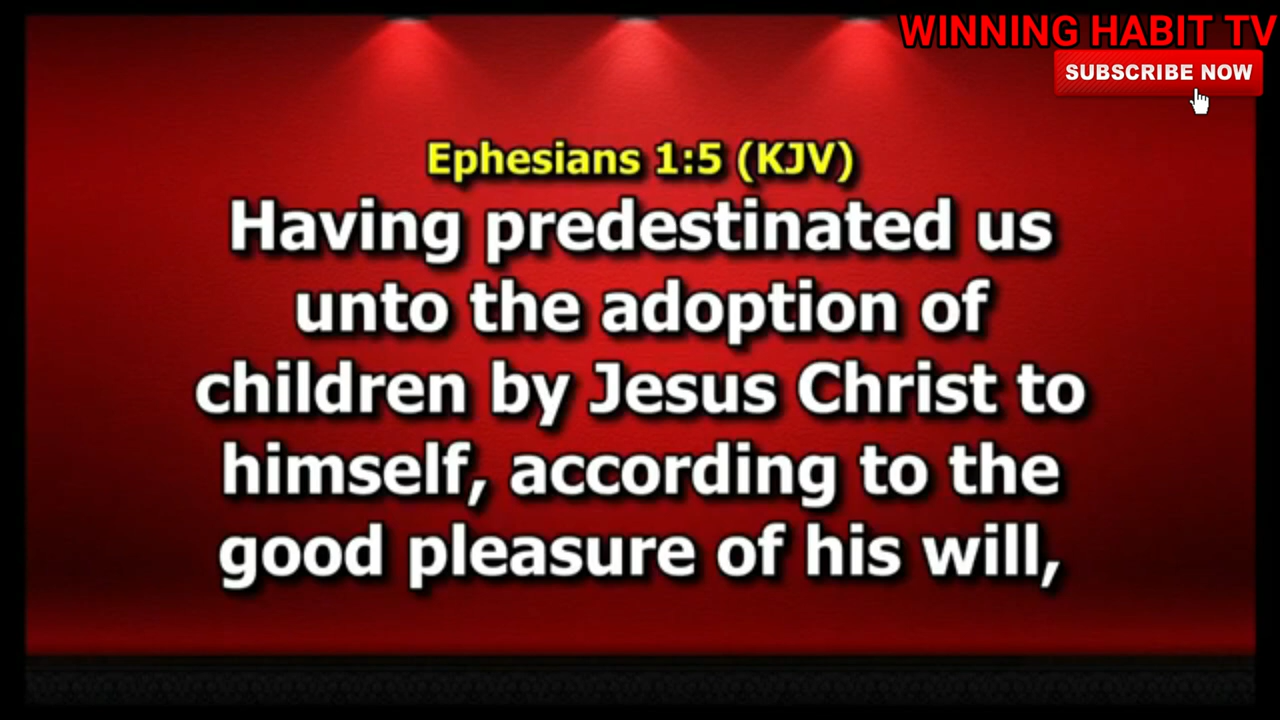 WINNING HABIT TV
SUBSCRIBE NOW
Ephesians 1:5 (KJV)
Having predestinated us
unto the adoption of
children by Jesus Christ to
himself, according to the
good pleasure of his will,